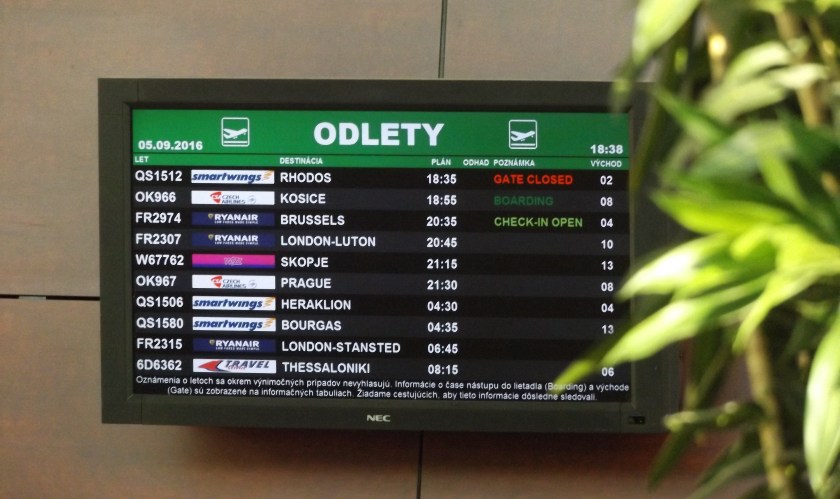 ODLETY
05.09.2016 18:38
LET DESTINÁCIA PLÁN ODHAD POZNÁMKA VÝCHOD
QS1512 smartwings RHODOS 18:35 GATE CLOSED 02
OK966 CZECH AIRLINES KOSICE 18:55 BOARDING 08
FR2974 RYANAIR BRUSSELS 20:35 CHECK-IN OPEN 04
FR2307 RYANAIR LONDON-LUTON 20:45 10
W67762 SKOPJE 21:15 13
OK967 CZECH AIRLINES PRAGUE 21:30 08
QS1506 smartwings HERAKLION 04:30 04
QS1580 smartwings BOURGAS 04:35 13
FR2315 RYANAIR LONDON-STANSTED 06:45
6D6362 TRAVEL THESSALONIKI 08:15 06
Oznámenia o letoch sa okrem výnimočných prípadov nevyhlasujú. Informácie o čase nástupu do lietadla (Boarding) a východe
(Gate) sú zobrazené na informačných tabuliach. Žiadame cestujúcich, aby tieto informácie dôsledne sledovali.
NEC